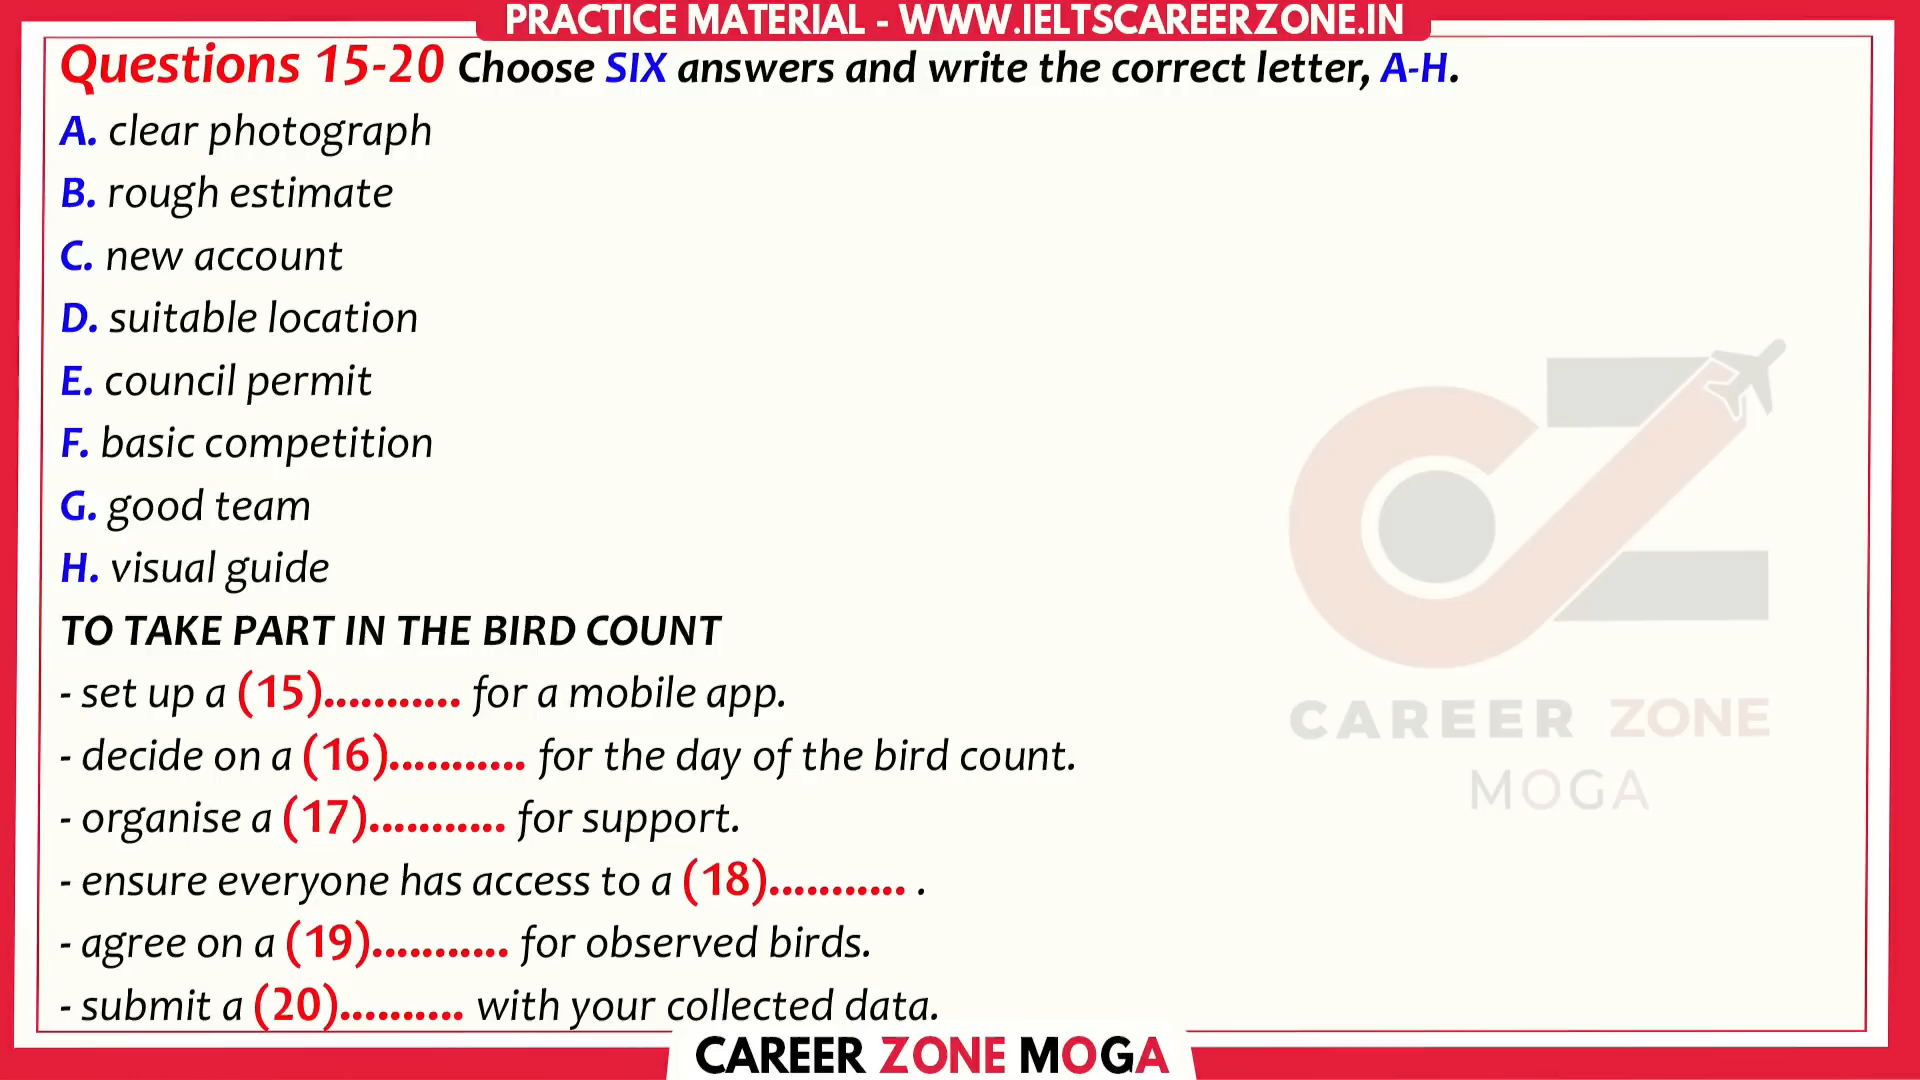 PRACTICE MATERIAL - WWW.IELTSCAREERZONE.IN
Questions 15-20 Choose SIX answers and write the correct letter, A-H.
A. clear photograph
B. rough estimate
C. new account
D. suitable location
E. council permit
F. basic competition
G. good team
H. visual guide
TO TAKE PART IN THE BIRD COUNT
- set up a (15)........... for a mobile app.
- decide on a (16)........... for the day of the bird count.
- organise a (17)........... for support.
- ensure everyone has access to a (18)........... .
- agree on a (19)........... for observed birds.
- submit a (20).......... with your collected data.
CAREER ZONE
MOGA
CAREER ZONE MOGA